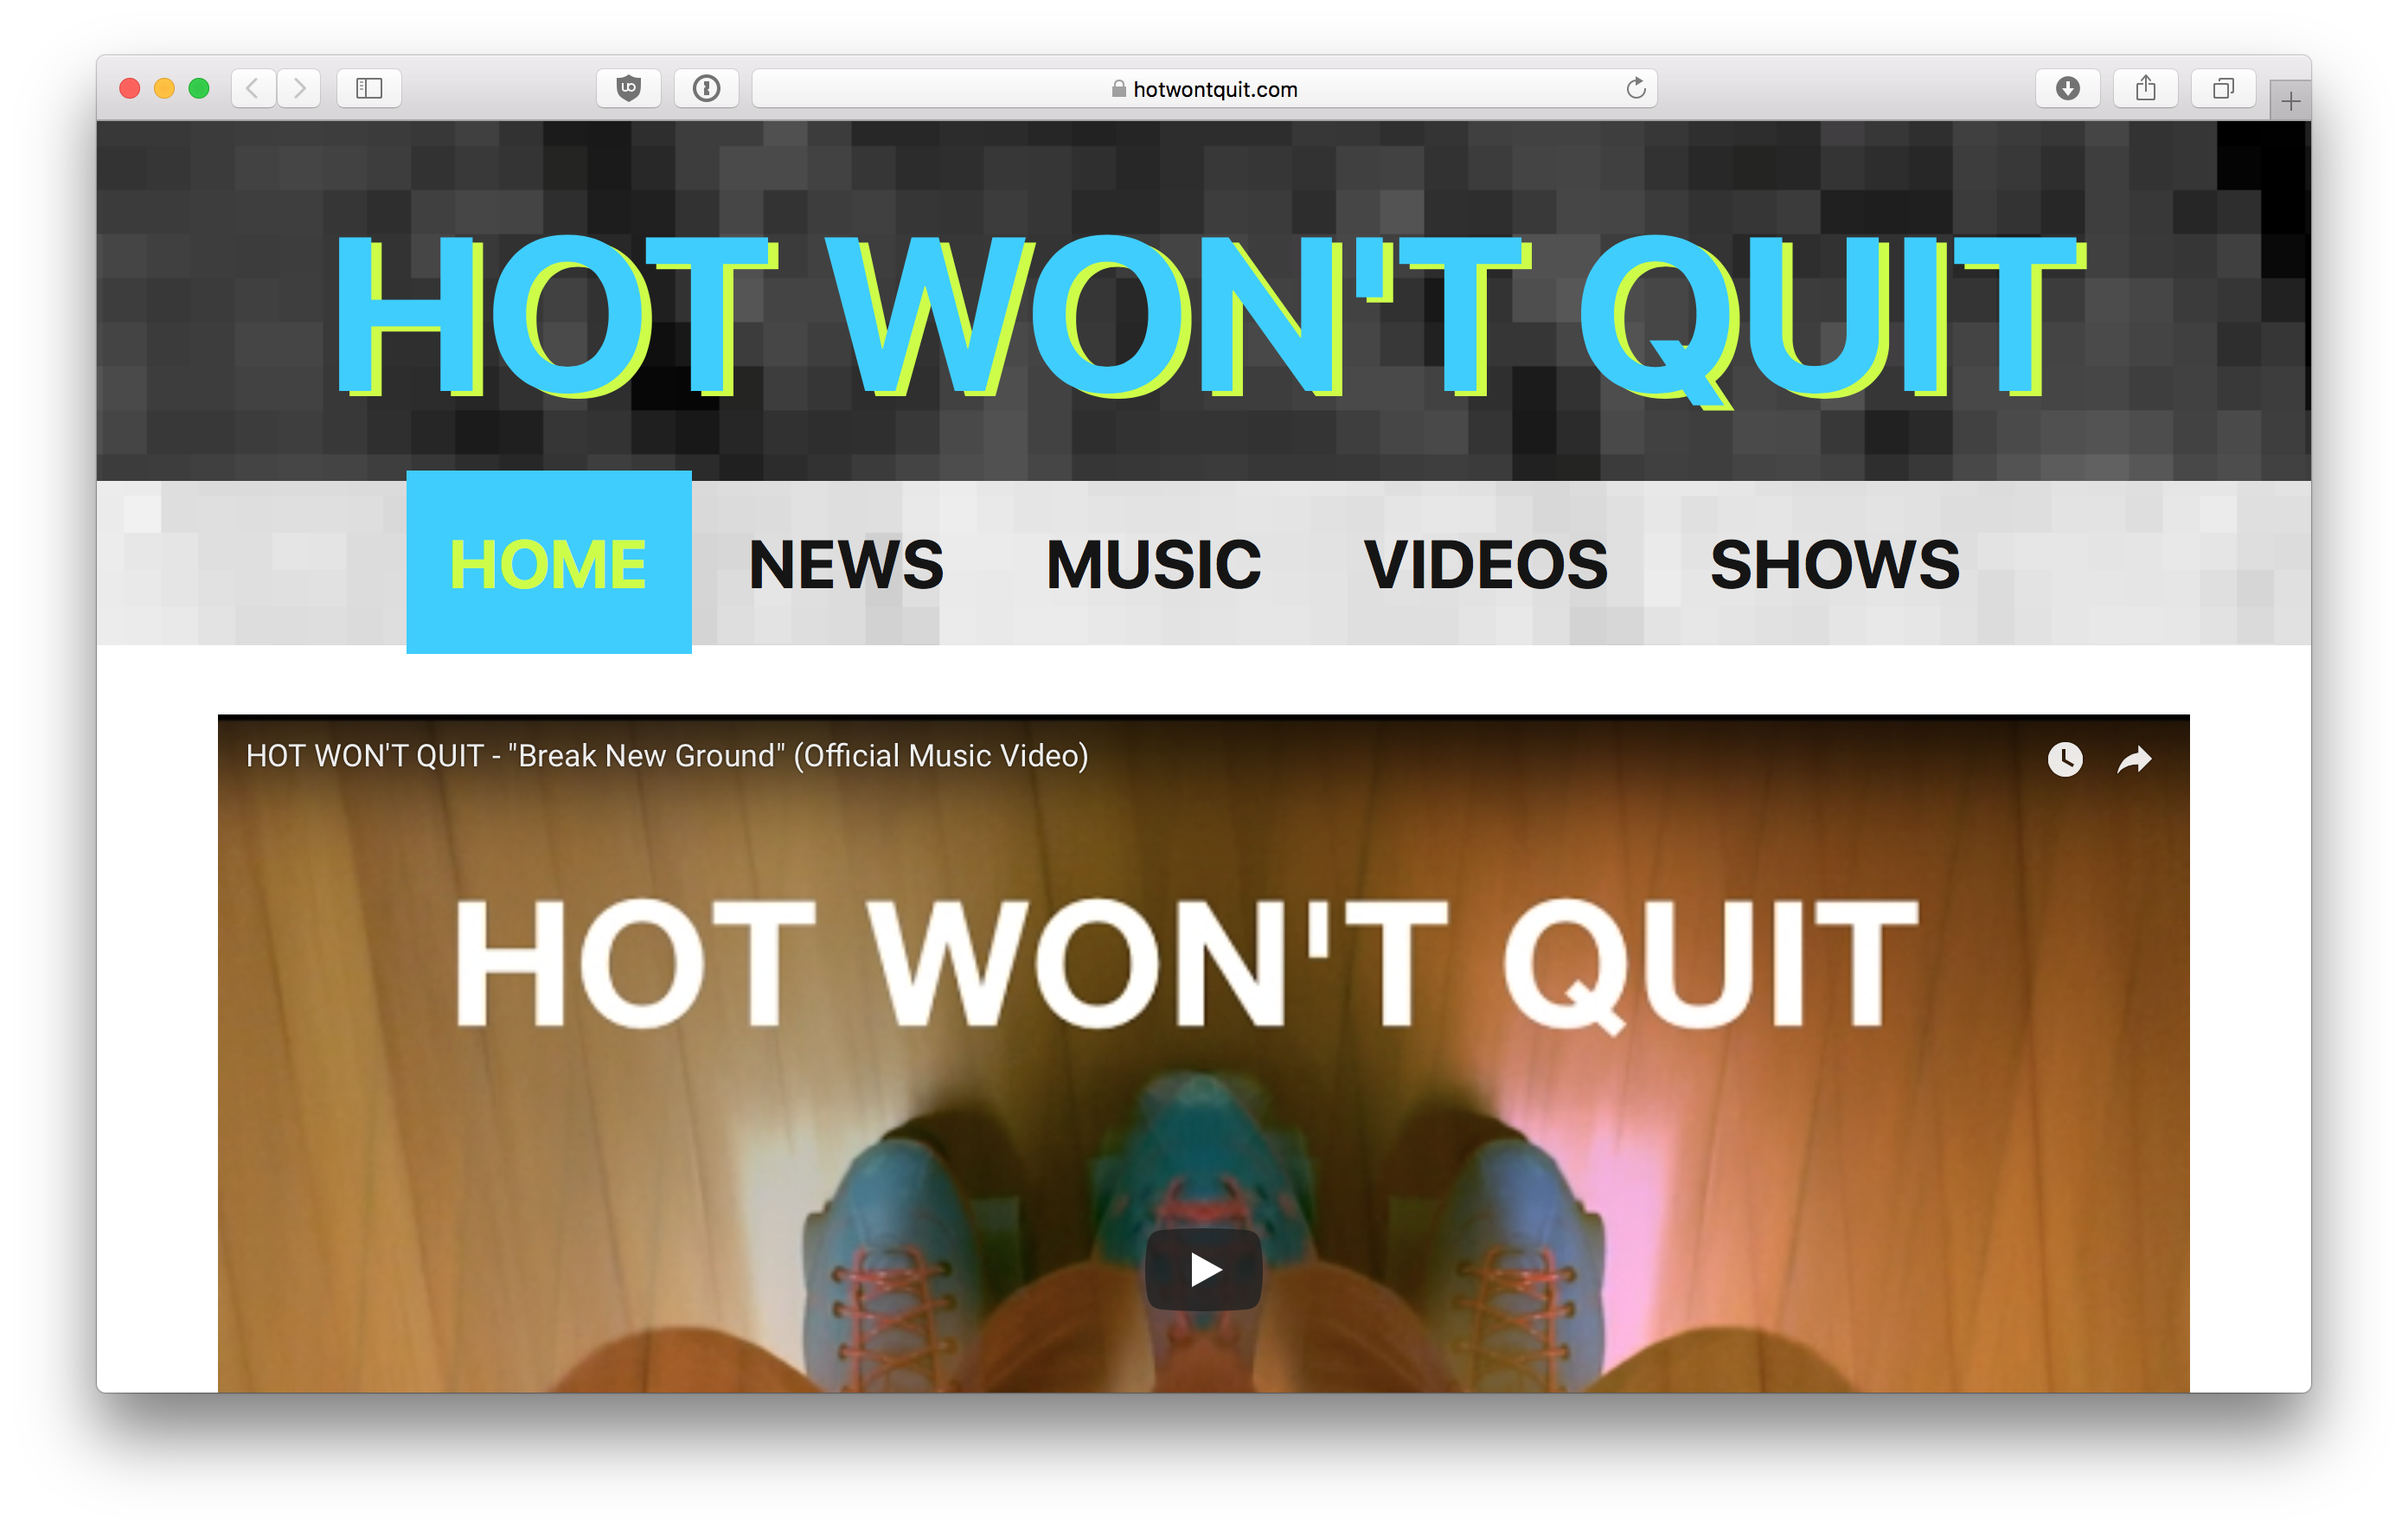 hotwontquit.com
HOT WON'T QUIT
HOME NEWS MUSIC VIDEOS SHOWS
HOT WON'T QUIT - "Break New Ground" (Official Music Video)
HOT WON'T QUIT